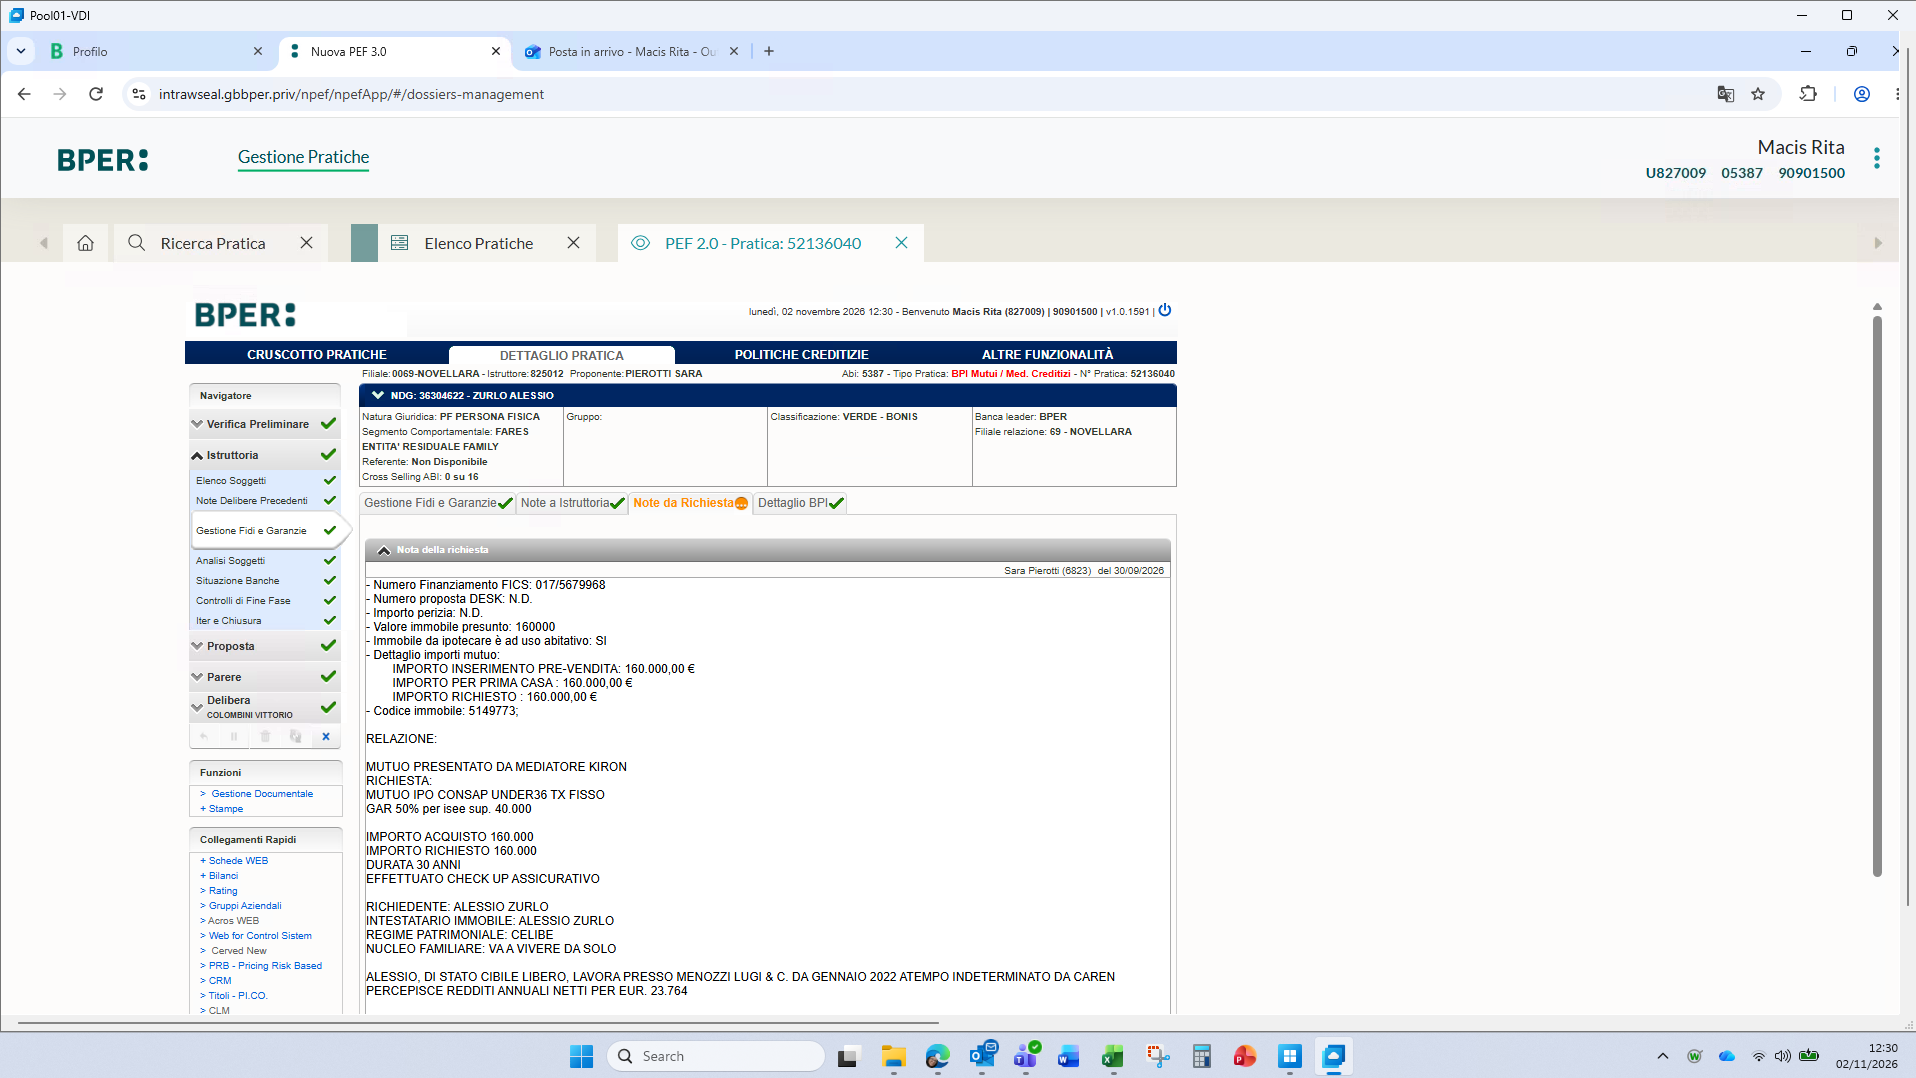 Pool01-VDI
Profilo
Nuova PEF 3.0
Posta in arrivo - Macis Rita - Ou
intrawseal.gbbper.priv/npef/npefApp/#/dossiers-management
BPER:
Gestione Pratiche
Macis Rita
U827009 05387 90901500
Ricerca Pratica
Elenco Pratiche
PEF 2.0 - Pratica: 52136040
BPER:
lunedì, 02 novembre 2026 12:30 - Benvenuto Macis Rita (827009) | 90901500 | v1.0.1591 |
CRUSCOTTO PRATICHE
DETTAGLIO PRATICA
POLITICHE CREDITIZIE
ALTRE FUNZIONALITÀ
Filiale: 0069-NOVELLARA - Istruttore: 825012 Proponente: PIEROTTI SARA
Abi: 5387 - Tipo Pratica: BPI Mutui / Med. Creditizi - N° Pratica: 52136040
Navigatore
Verifica Preliminare
Istruttoria
Elenco Soggetti
Note Delibere Precedenti
Gestione Fidi e Garanzie
Analisi Soggetti
Situazione Banche
Controlli di Fine Fase
Iter e Chiusura
Proposta
Parere
Delibera
COLOMBINI VITTORIO
Funzioni
> Gestione Documentale
+ Stampe
Collegamenti Rapidi
+ Schede WEB
+ Bilanci
> Rating
> Gruppi Aziendali
> Acros WEB
> Web for Control Sistem
> Cerved New
> PRB - Pricing Risk Based
> CRM
> Titoli - PI.CO.
> CLM
NDG: 36304622 - ZURLO ALESSIO
Natura Giuridica: PF PERSONA FISICA
Segmento Comportamentale: FARES
ENTITA' RESIDUALE FAMILY
Referente: Non Disponibile
Cross Selling ABI: 0 su 16
Gruppo:
Classificazione: VERDE - BONIS
Banca leader: BPER
Filiale relazione: 69 - NOVELLARA
Gestione Fidi e Garanzie
Note a Istruttoria
Note da Richiesta
Dettaglio BPI
Nota della richiesta
Sara Pierotti (6823) del 30/09/2026
- Numero Finanziamento FICS: 017/5679968
- Numero proposta DESK: N.D.
- Importo perizia: N.D.
- Valore immobile presunto: 160000
- Immobile da ipotecare è ad uso abitativo: SI
- Dettaglio importi mutuo:
IMPORTO INSERIMENTO PRE-VENDITA: 160.000,00 €
IMPORTO PER PRIMA CASA : 160.000,00 €
IMPORTO RICHIESTO : 160.000,00 €
- Codice immobile: 5149773;
RELAZIONE:
MUTUO PRESENTATO DA MEDIATORE KIRON
RICHIESTA:
MUTUO IPO CONSAP UNDER36 TX FISSO
GAR 50% per isee sup. 40.000
IMPORTO ACQUISTO 160.000
IMPORTO RICHIESTO 160.000
DURATA 30 ANNI
EFFETTUATO CHECK UP ASSICURATIVO
RICHIEDENTE: ALESSIO ZURLO
INTESTATARIO IMMOBILE: ALESSIO ZURLO
REGIME PATRIMONIALE: CELIBE
NUCLEO FAMILIARE: VA A VIVERE DA SOLO
ALESSIO, DI STATO CIBILE LIBERO, LAVORA PRESSO MENOZZI LUGI & C. DA GENNAIO 2022 ATEMPO INDETERMINATO DA CAREN
PERCEPISCE REDDITI ANNUALI NETTI PER EUR. 23.764
Search
12:30
02/11/2026